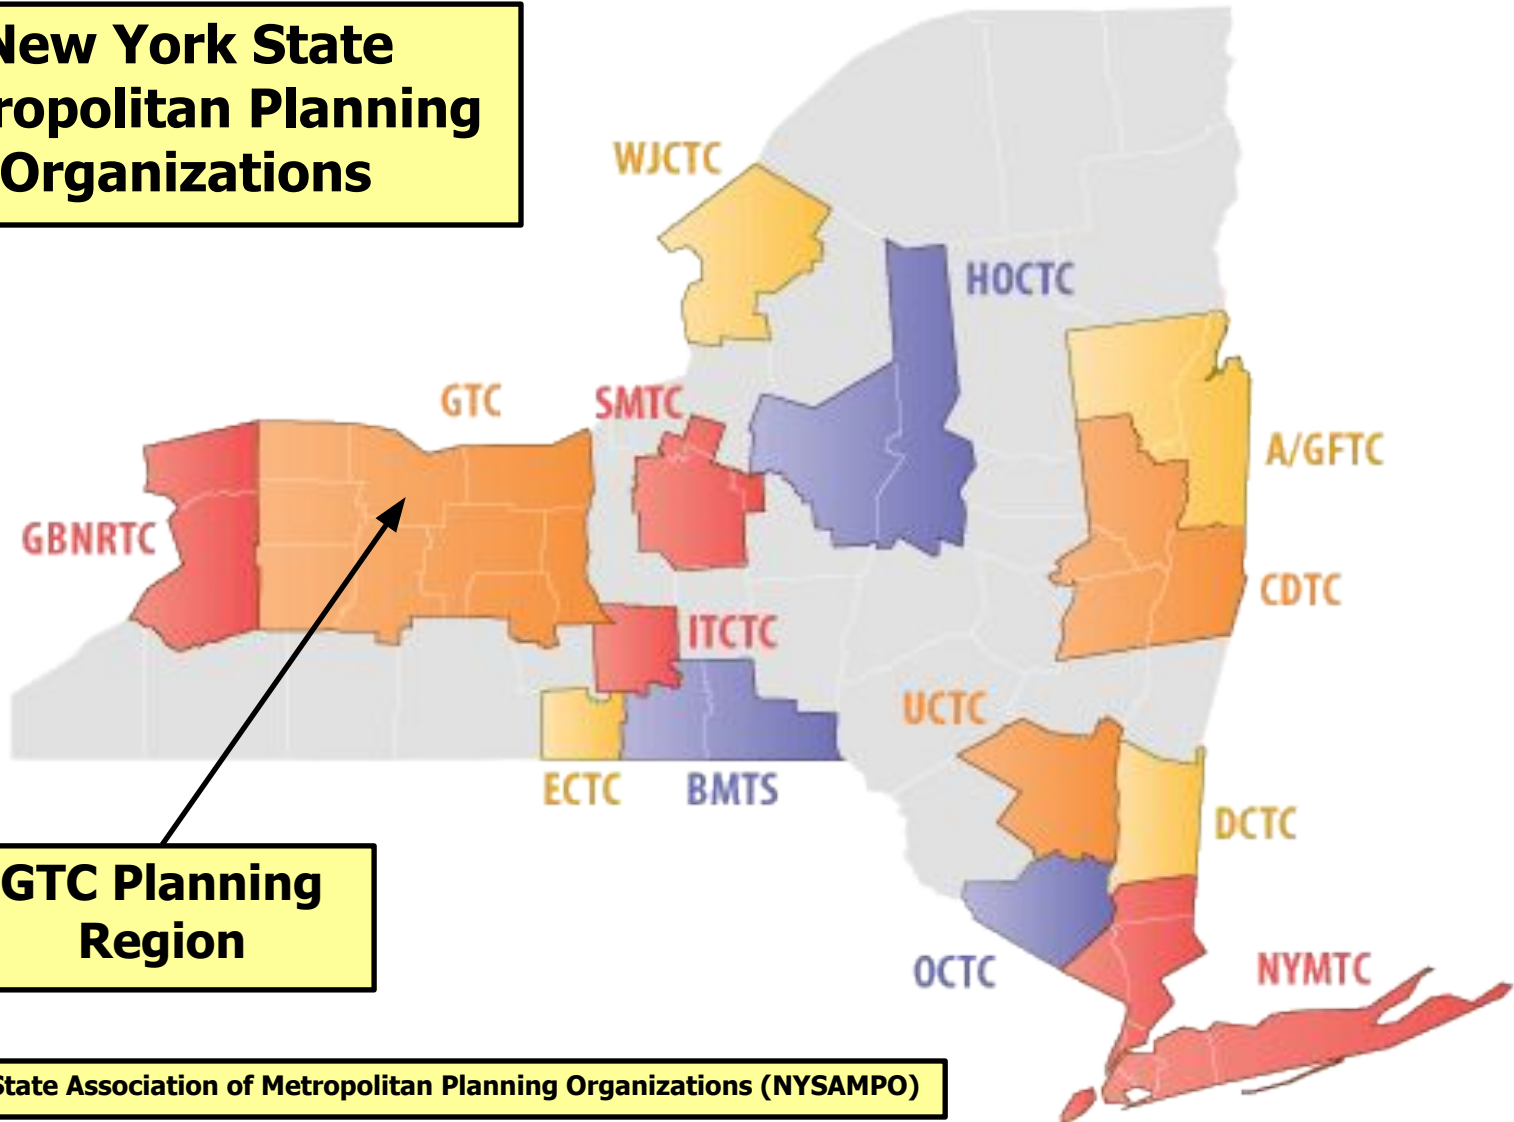 New York State
ropolitan Planning
Organizations
WJCTC
HOCTC
GTC
SMTC
A/GFTC
GBNRTC
CDTC
ITCTC
UCTC
ECTC
BMTS
DCTC
GTC Planning
Region
OCTC
NYMTC
State Association of Metropolitan Planning Organizations (NYSAMPO)